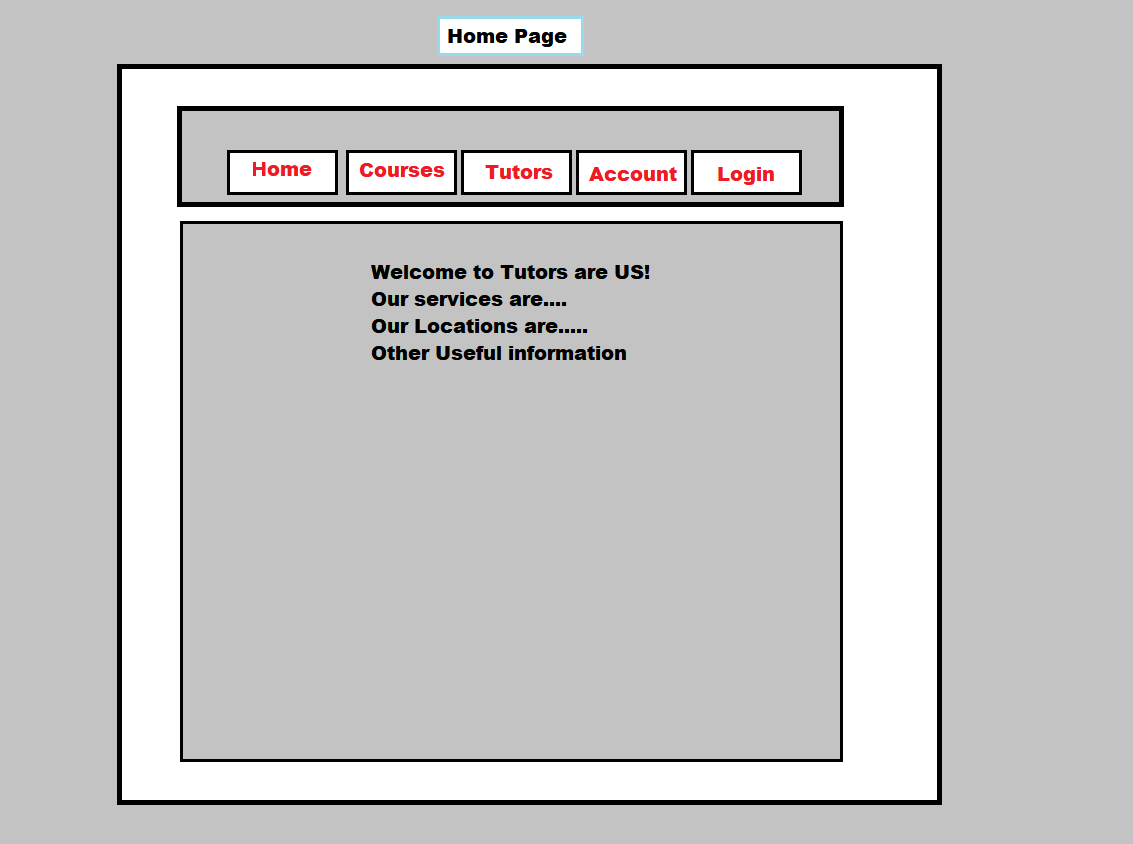 Home Page
Home Courses Tutors Account Login
Welcome to Tutors are US!
Our services are....
Our Locations are.....
Other Useful information